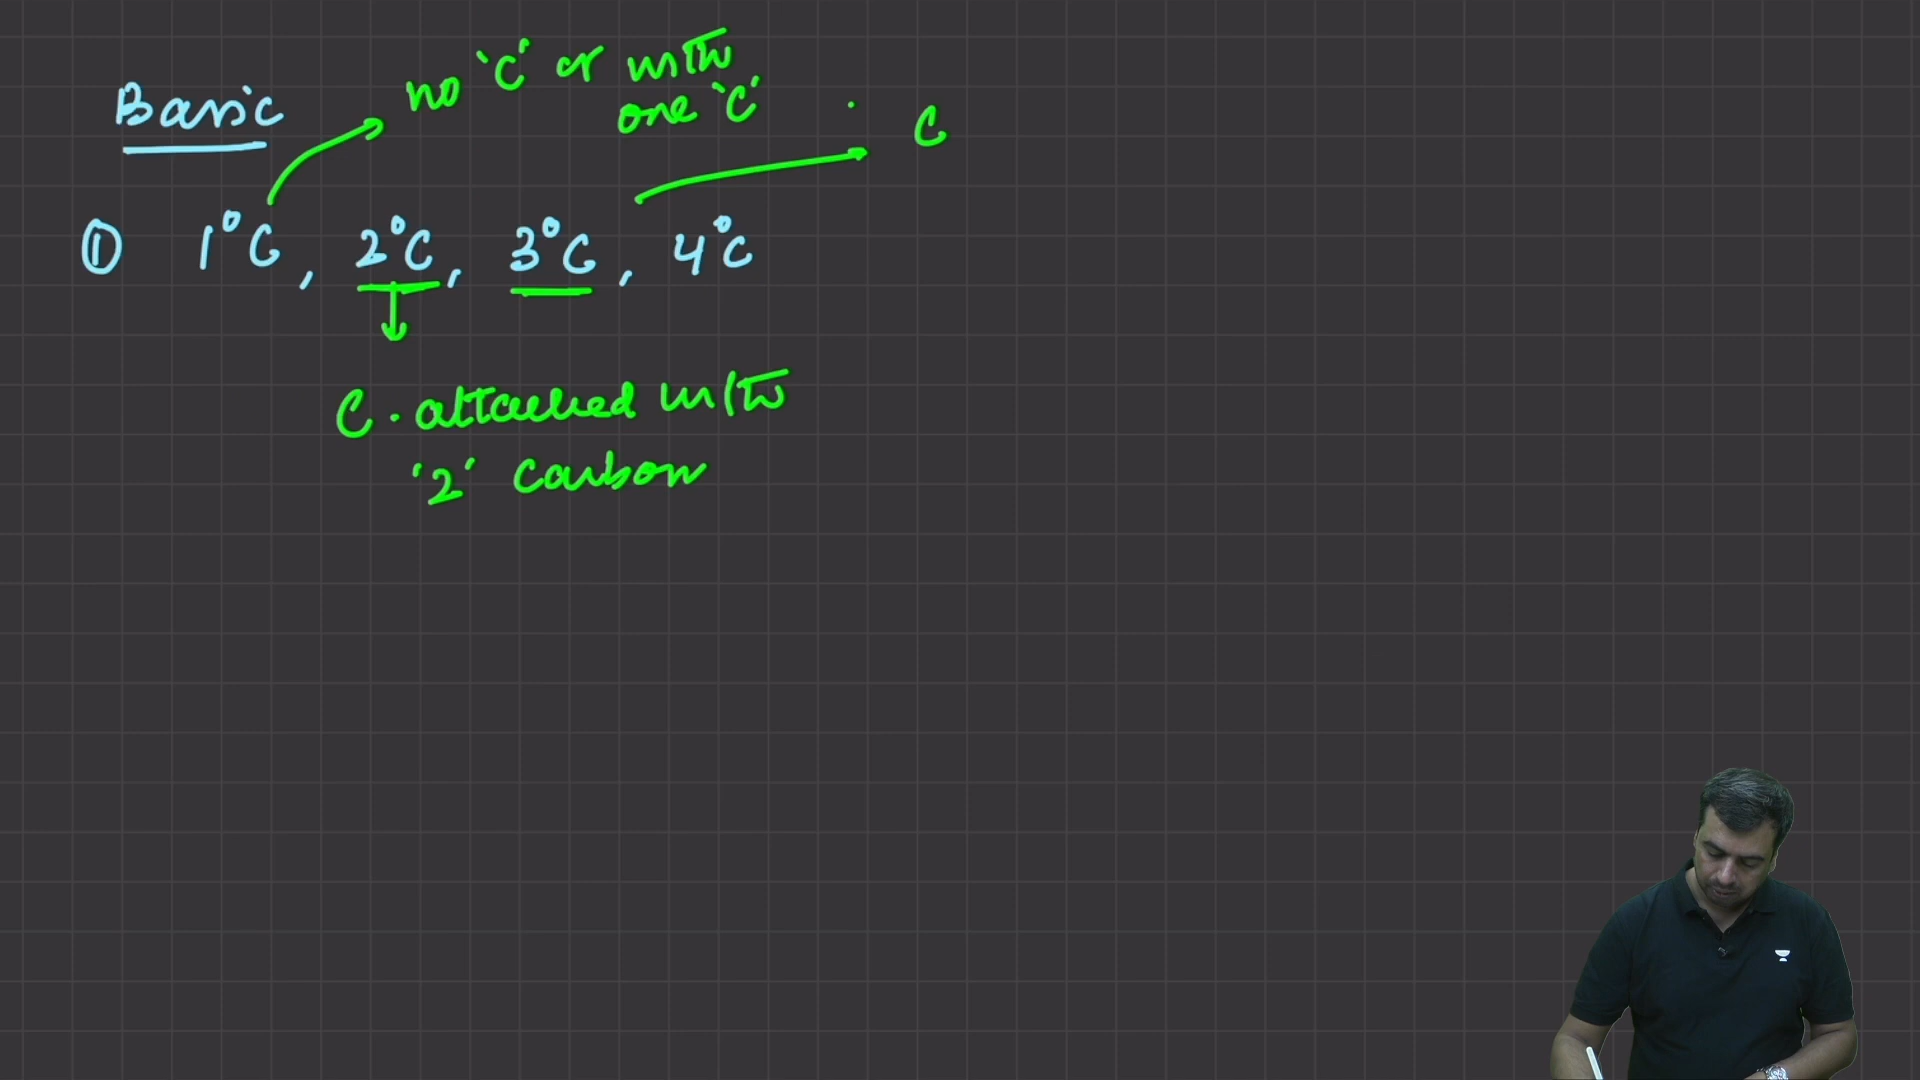 Basic
no 'C' or with
one 'C'
C
① 1°C, 2°C, 3°C, 4°C
C. attached with
'2' Carbon